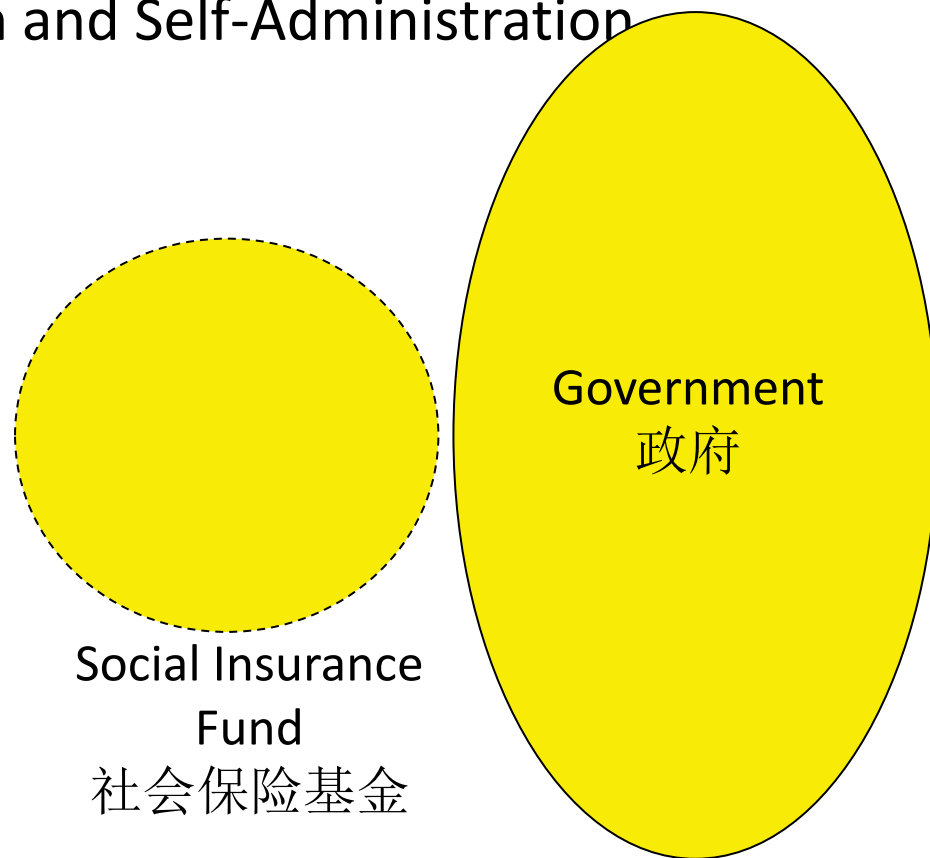 and Self-Administration
Government
政府
Social Insurance
Fund
社会保险基金